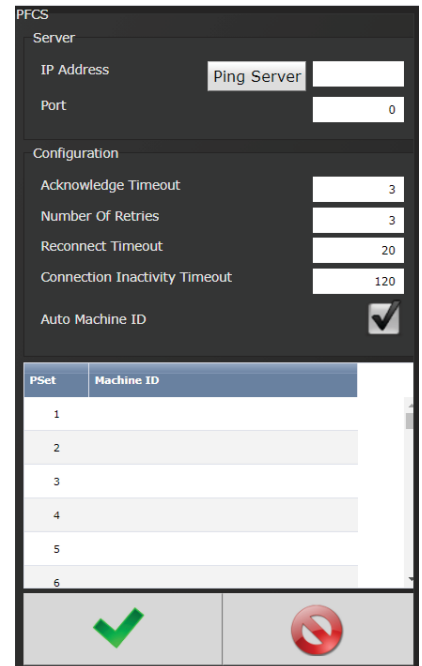 PFCS
Server
IP Address Ping Server
Port 0
Configuration
Acknowledge Timeout 3
Number Of Retries 3
Reconnect Timeout 20
Connection Inactivity Timeout 120
Auto Machine ID
PSet Machine ID
1
2
3
4
5
6